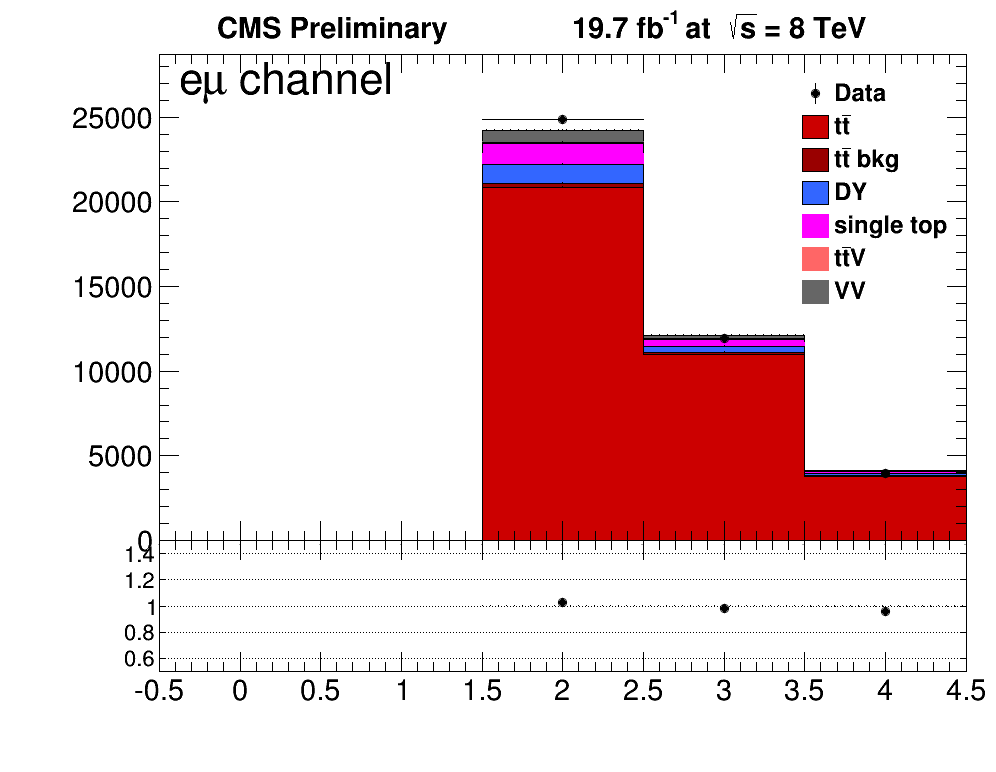 CMS Preliminary 19.7 fb⁻¹ at √s = 8 TeV
eμ channel
Data
tt̄
tt̄ bkg
DY
single top
tt̄V
VV
25000
20000
15000
10000
5000
0
1.4
1.2
1
0.8
0.6
-0.5 0 0.5 1 1.5 2 2.5 3 3.5 4 4.5